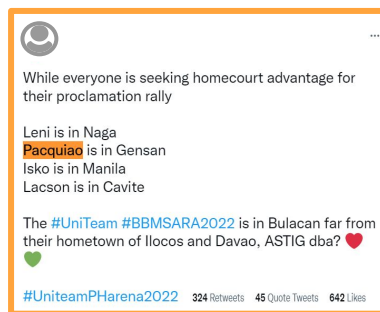 ...
While everyone is seeking homecourt advantage for
their proclamation rally
Leni is in Naga
Pacquiao is in Gensan
Isko is in Manila
Lacson is in Cavite
The #UniTeam #BBMSARA2022 is in Bulacan far from
their hometown of Ilocos and Davao, ASTIG dba? ❤️
💚
#UniteamPHarena2022 324 Retweets 45 Quote Tweets 642 Likes